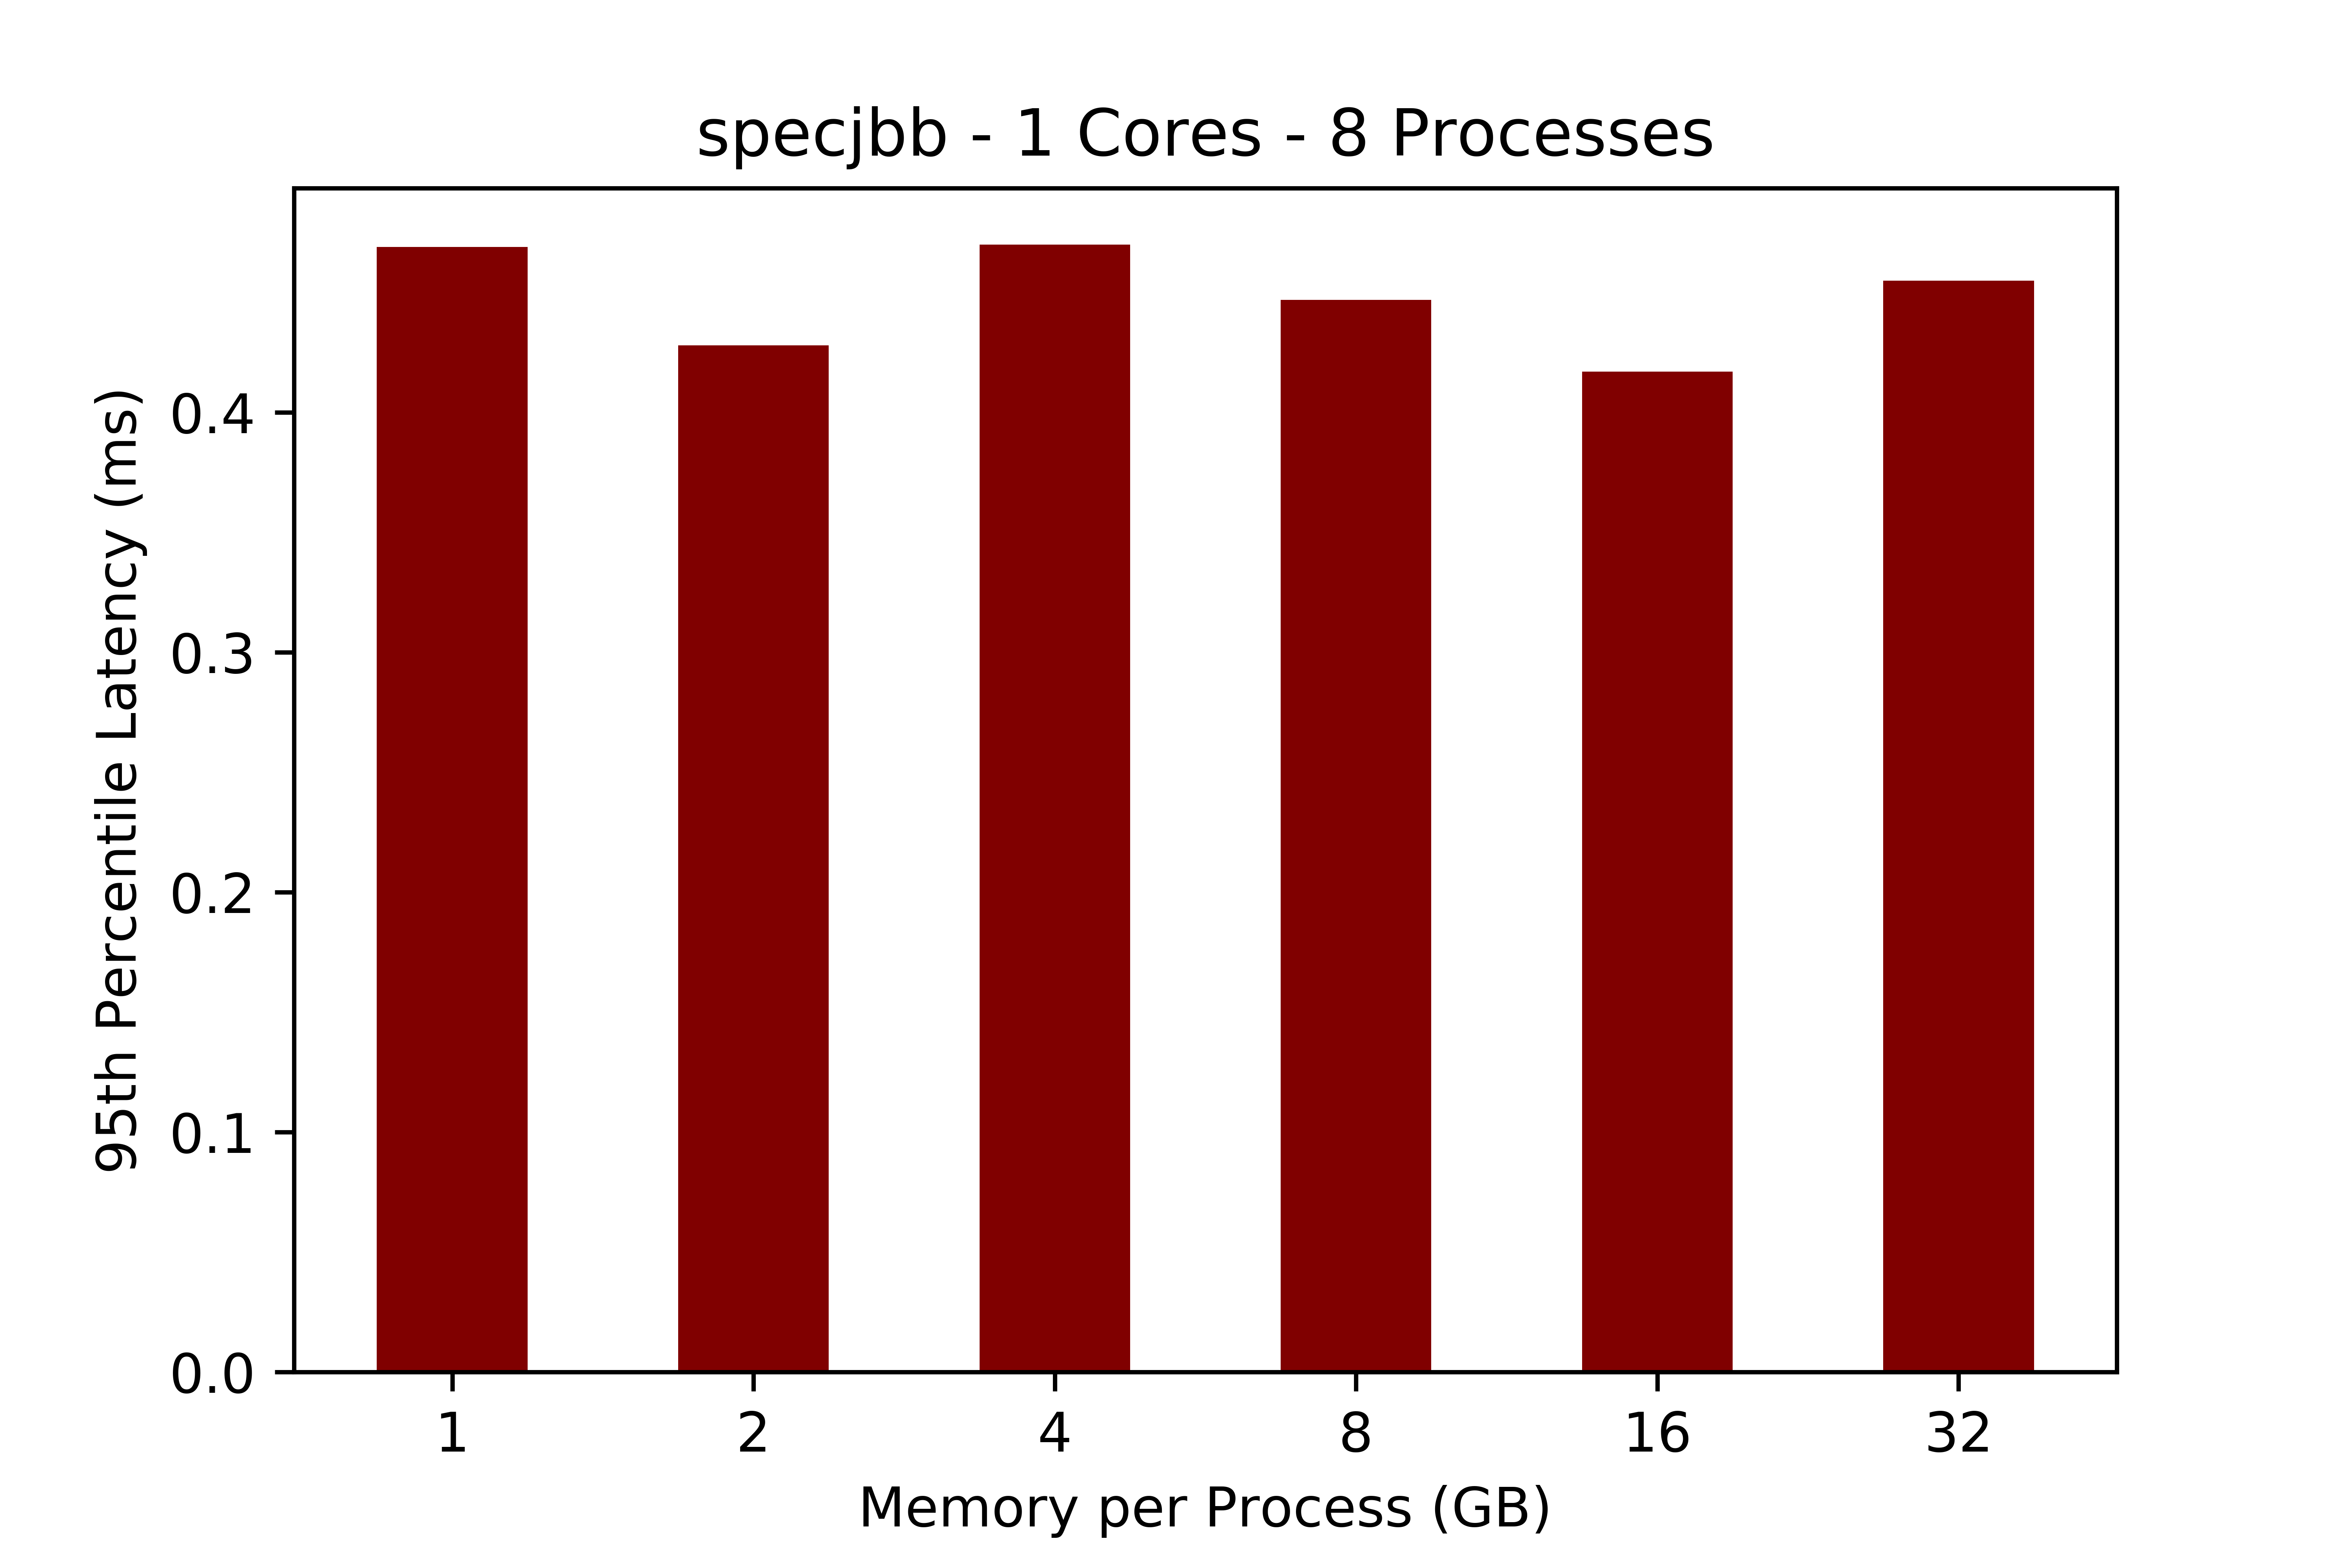 specjbb - 1 Cores - 8 Processes
95th Percentile Latency (ms)
0.4
0.3
0.2
0.1
0.0
1 2 4 8 16 32
Memory per Process (GB)